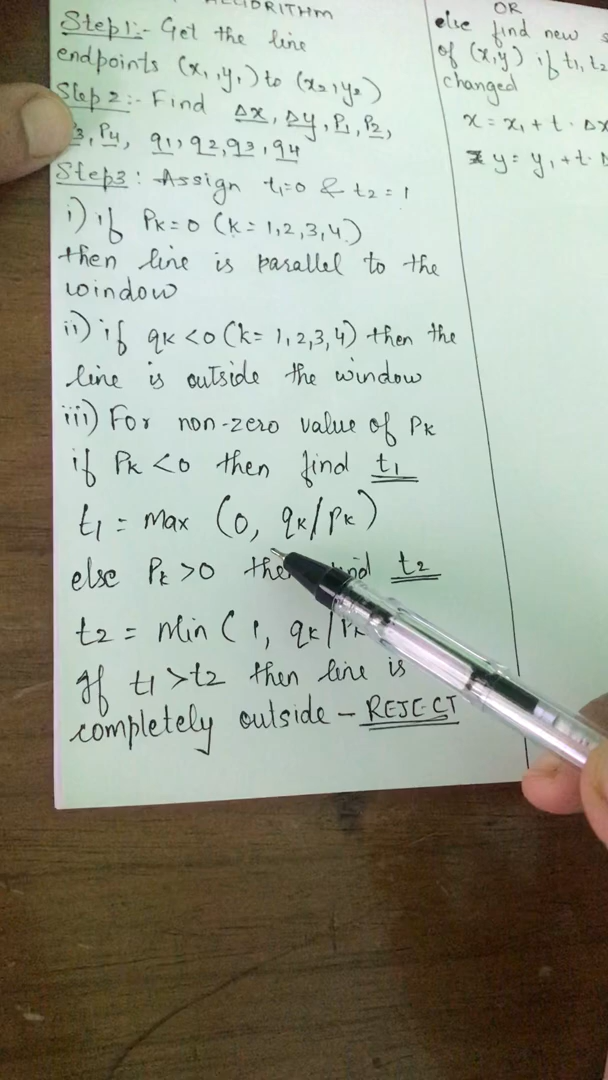 ALGORITHM
Step1:- Get the line
endpoints (x1,y1) to (x2,y2)
Step2:- Find Δx, Δy, P1, P2,
3, P4, q1, q2, q3, q4
Step3: Assign t1=0 & t2=1
i) if Pk=0 (k=1,2,3,4)
then line is parallel to the
window
ii) if qk<0 (k=1,2,3,4) then the
line is outside the window
iii) For non-zero value of Pk
if Pk<0 then find t1
t1 = max (0, qk/pk)
else Pk>0 then find t2
t2 = min (1, qk/Pk
If t1>t2 then line is
completely outside - REJECT
OR
else find new
of (x,y) if t1, t2
changed
x = x1 + t. Δx
y = y1 + t.